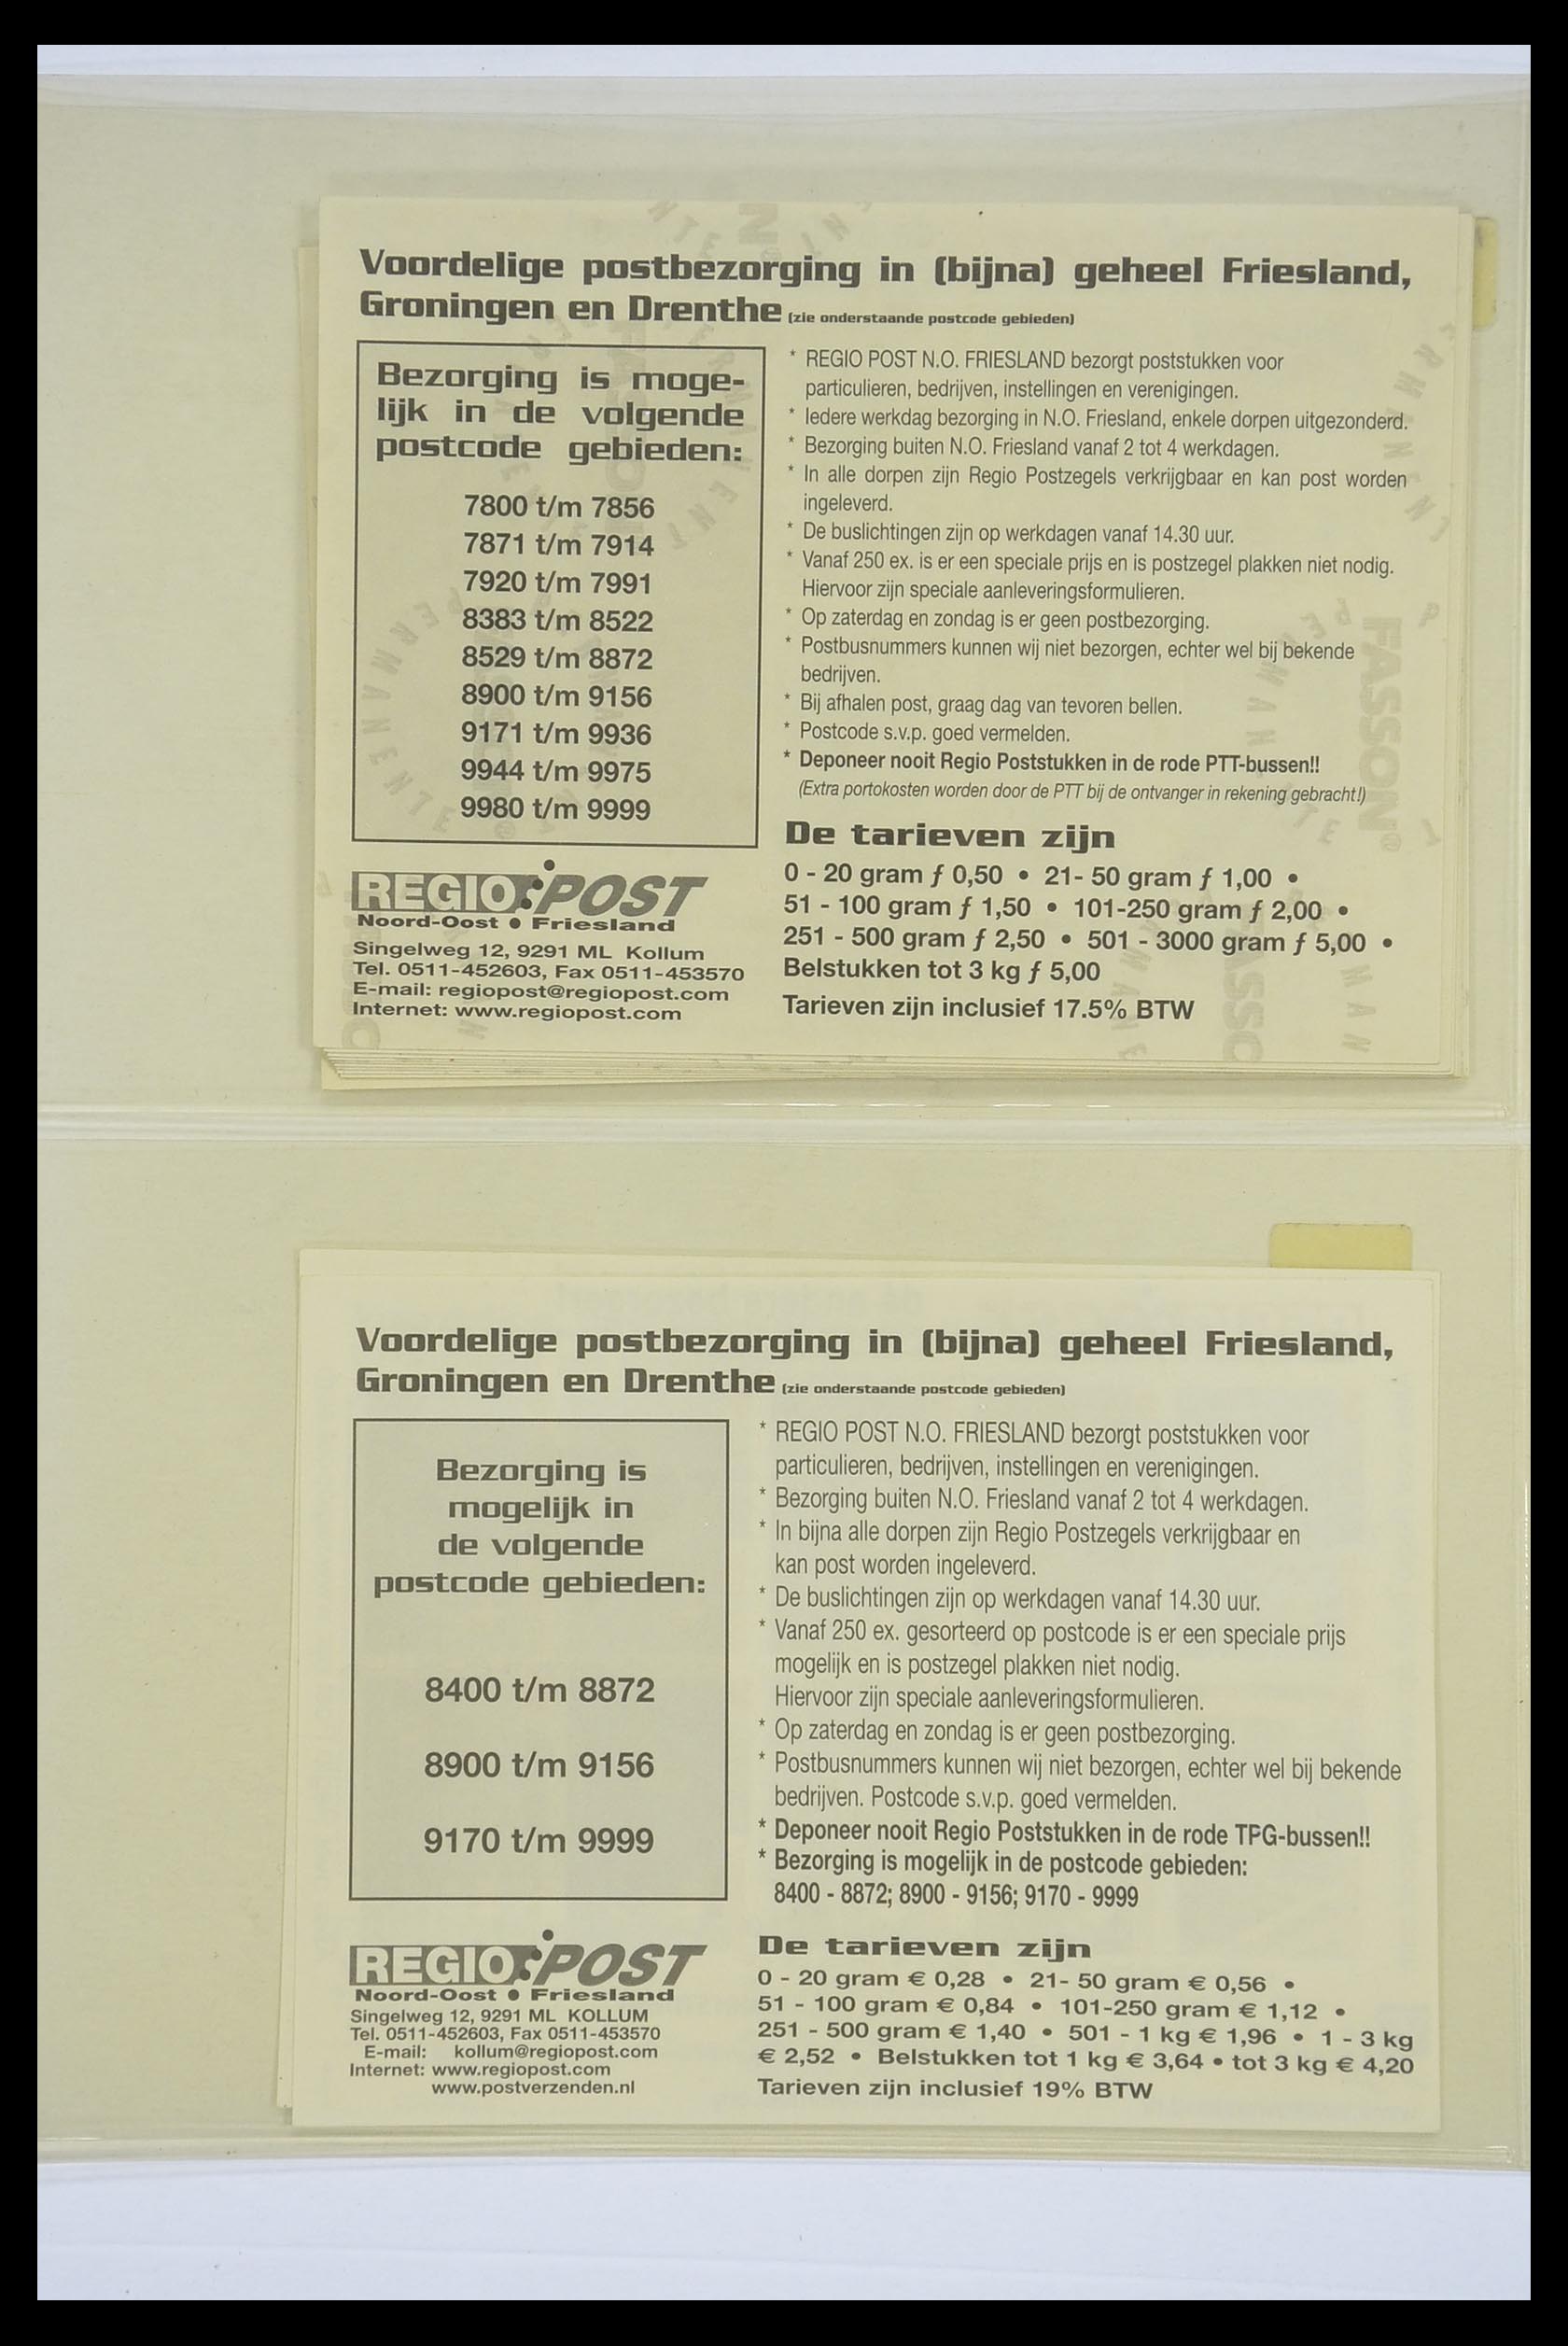 Voordelige postbezorging in (bijna) geheel Friesland,
Groningen en Drenthe (zie onderstaande postcode gebieden)
Bezorging is moge-
lijk in de volgende
postcode gebieden:
7800 t/m 7856
7871 t/m 7914
7920 t/m 7991
8383 t/m 8522
8529 t/m 8872
8900 t/m 9156
9171 t/m 9936
9944 t/m 9975
9980 t/m 9999
REGIO POST
Noord-Oost • Friesland
Singelweg 12, 9291 ML Kollum
Tel. 0511-452603, Fax 0511-453570
E-mail: regiopost@regiopost.com
Internet: www.regiopost.com
* REGIO POST N.O. FRIESLAND bezorgt poststukken voor
particulieren, bedrijven, instellingen en verenigingen.
* Iedere werkdag bezorging in N.O. Friesland, enkele dorpen uitgezonderd.
* Bezorging buiten N.O. Friesland vanaf 2 tot 4 werkdagen.
* In alle dorpen zijn Regio Postzegels verkrijgbaar en kan post worden
ingeleverd.
* De buslichtingen zijn op werkdagen vanaf 14.30 uur.
* Vanaf 250 ex. is er een speciale prijs en is postzegel plakken niet nodig.
Hiervoor zijn speciale aanleveringsformulieren.
* Op zaterdag en zondag is er geen postbezorging.
* Postbusnummers kunnen wij niet bezorgen, echter wel bij bekende
bedrijven.
* Bij afhalen post, graag dag van tevoren bellen.
* Postcode s.v.p. goed vermelden.
* Deponeer nooit Regio Poststukken in de rode PTT-bussen!!
(Extra portokosten worden door de PTT bij de ontvanger in rekening gebracht!)
De tarieven zijn
0 - 20 gram ƒ 0,50 • 21- 50 gram ƒ 1,00 •
51 - 100 gram ƒ 1,50 • 101-250 gram ƒ 2,00 •
251 - 500 gram ƒ 2,50 • 501 - 3000 gram ƒ 5,00 •
Belstukken tot 3 kg ƒ 5,00
Tarieven zijn inclusief 17.5% BTW
FASSON®
Voordelige postbezorging in (bijna) geheel Friesland,
Groningen en Drenthe (zie onderstaande postcode gebieden)
Bezorging is
mogelijk in
de volgende
postcode gebieden:
8400 t/m 8872
8900 t/m 9156
9170 t/m 9999
REGIO POST
Noord-Oost • Friesland
Singelweg 12, 9291 ML KOLLUM
Tel. 0511-452603, Fax 0511-453570
E-mail: kollum@regiopost.com
Internet: www.regiopost.com
www.postverzenden.nl
* REGIO POST N.O. FRIESLAND bezorgt poststukken voor
particulieren, bedrijven, instellingen en verenigingen.
* Bezorging buiten N.O. Friesland vanaf 2 tot 4 werkdagen.
* In bijna alle dorpen zijn Regio Postzegels verkrijgbaar en
kan post worden ingeleverd.
* De buslichtingen zijn op werkdagen vanaf 14.30 uur.
* Vanaf 250 ex. gesorteerd op postcode is er een speciale prijs
mogelijk en is postzegel plakken niet nodig.
Hiervoor zijn speciale aanleveringsformulieren.
* Op zaterdag en zondag is er geen postbezorging.
* Postbusnummers kunnen wij niet bezorgen, echter wel bij bekende
bedrijven. Postcode s.v.p. goed vermelden.
* Deponeer nooit Regio Poststukken in de rode TPG-bussen!!
* Bezorging is mogelijk in de postcode gebieden:
8400 - 8872; 8900 - 9156; 9170 - 9999
De tarieven zijn
0 - 20 gram € 0,28 • 21- 50 gram € 0,56 •
51 - 100 gram € 0,84 • 101-250 gram € 1,12 •
251 - 500 gram € 1,40 • 501 - 1 kg € 1,96 • 1 - 3 kg
€ 2,52 • Belstukken tot 1 kg € 3,64 • tot 3 kg € 4,20
Tarieven zijn inclusief 19% BTW